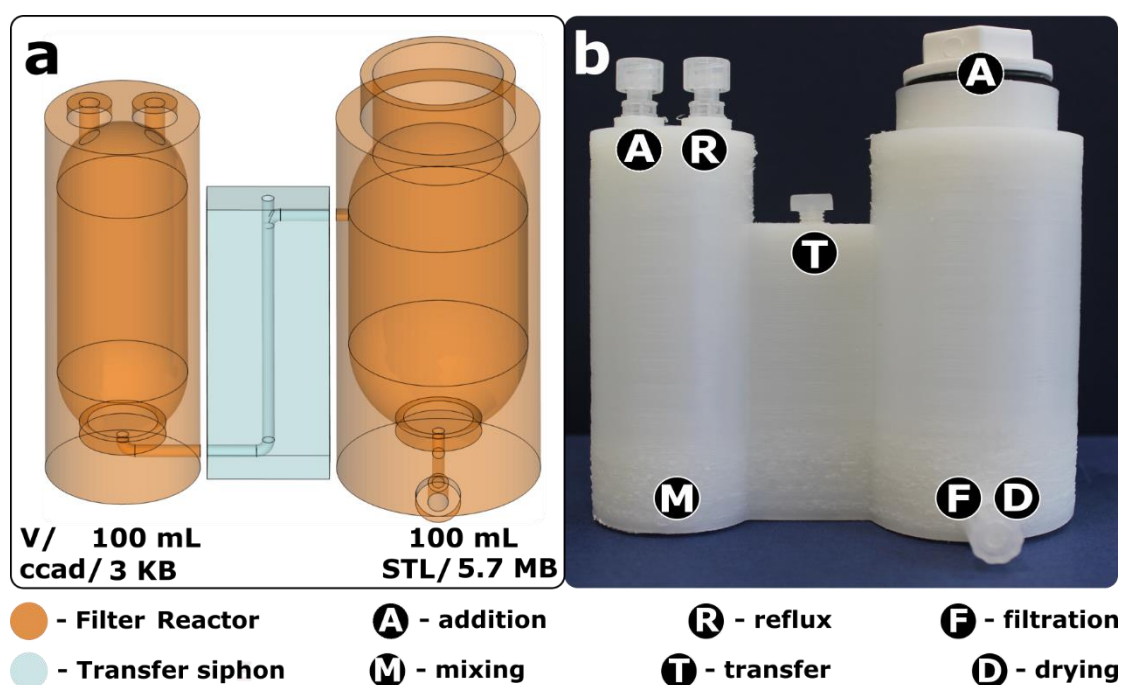 a
V/ 100 mL 100 mL
ccad/ 3 KB STL/ 5.7 MB
b
A
A R
T
M F D
- Filter Reactor A - addition R - reflux F - filtration
- Transfer siphon M - mixing T - transfer D - drying